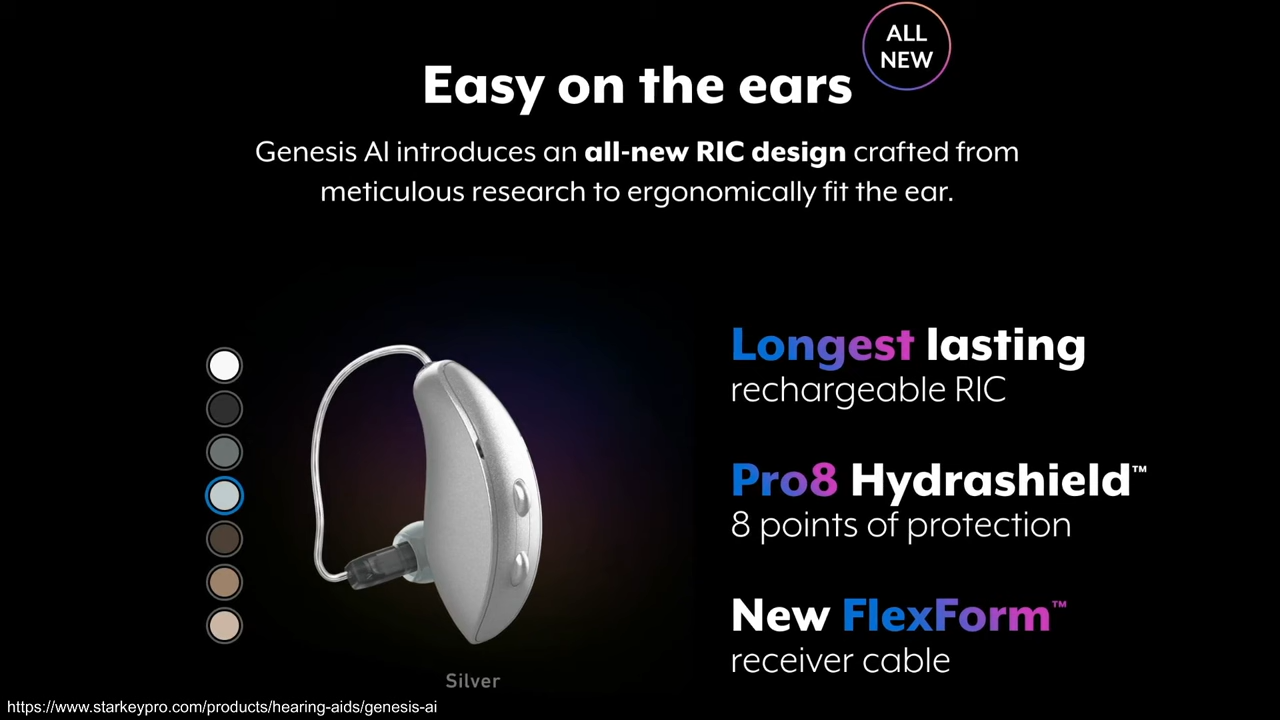 ALL
NEW
Easy on the ears
Genesis AI introduces an all-new RIC design crafted from
meticulous research to ergonomically fit the ear.
Longest lasting
rechargeable RIC
Pro8 Hydrashield™
8 points of protection
New FlexForm™
receiver cable
Silver
https://www.starkeypro.com/products/hearing-aids/genesis-ai